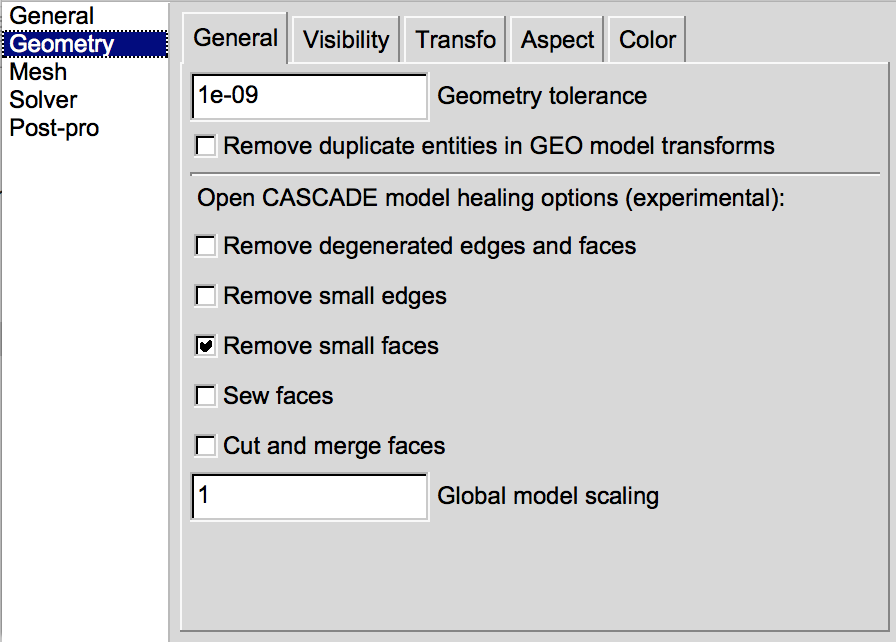 General
Geometry
Mesh
Solver
Post-pro
General Visibility Transfo Aspect Color
1e-09 Geometry tolerance
Remove duplicate entities in GEO model transforms
Open CASCADE model healing options (experimental):
Remove degenerated edges and faces
Remove small edges
Remove small faces
Sew faces
Cut and merge faces
1 Global model scaling